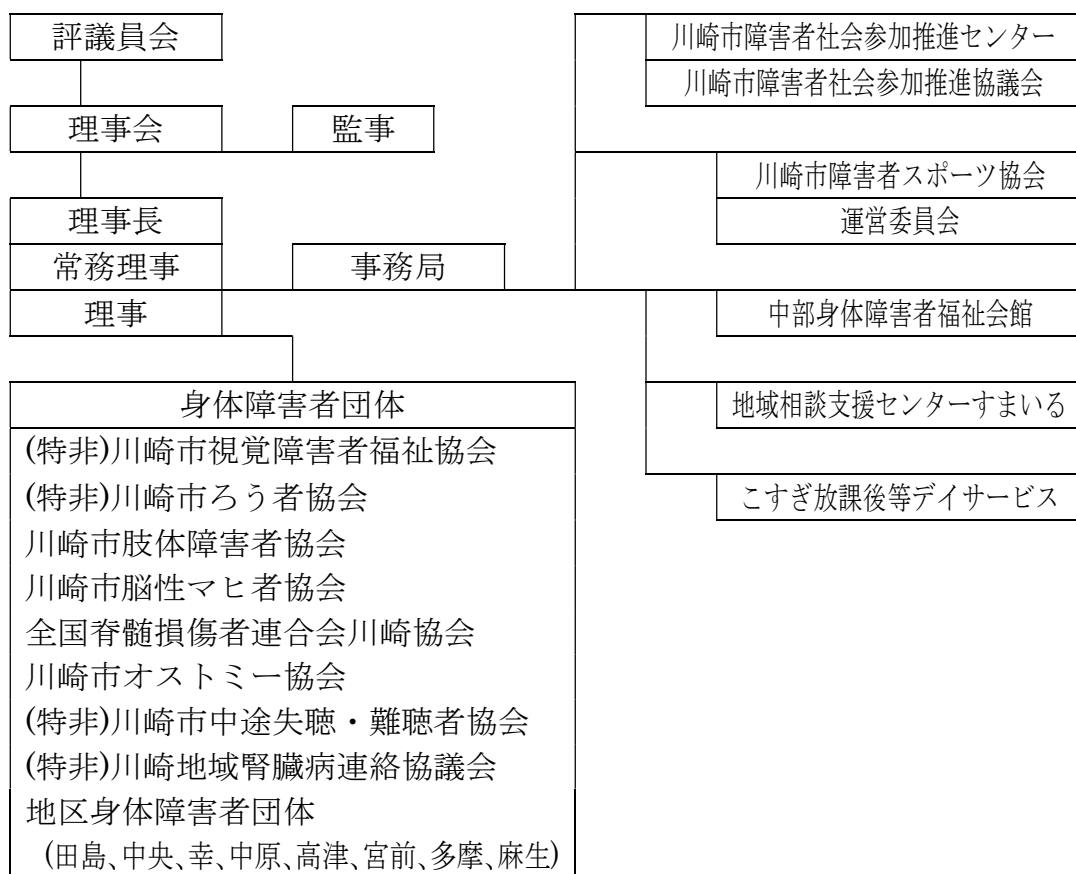 評議員会
理事会
監事
理事長
常務理事
事務局
理事
身体障害者団体
(特非)川崎市視覚障害者福祉協会
(特非)川崎市ろう者協会
川崎市肢体障害者協会
川崎市脳性マヒ者協会
全国脊髄損傷者連合会川崎協会
川崎市オストミー協会
(特非)川崎市中途失聴・難聴者協会
(特非)川崎地域腎臓病連絡協議会
地区身体障害者団体
(田島、中央、幸、中原、高津、宮前、多摩、麻生)
川崎市障害者社会参加推進センター
川崎市障害者社会参加推進協議会
川崎市障害者スポーツ協会
運営委員会
中部身体障害者福祉会館
地域相談支援センターすまいる
こすぎ放課後等デイサービス